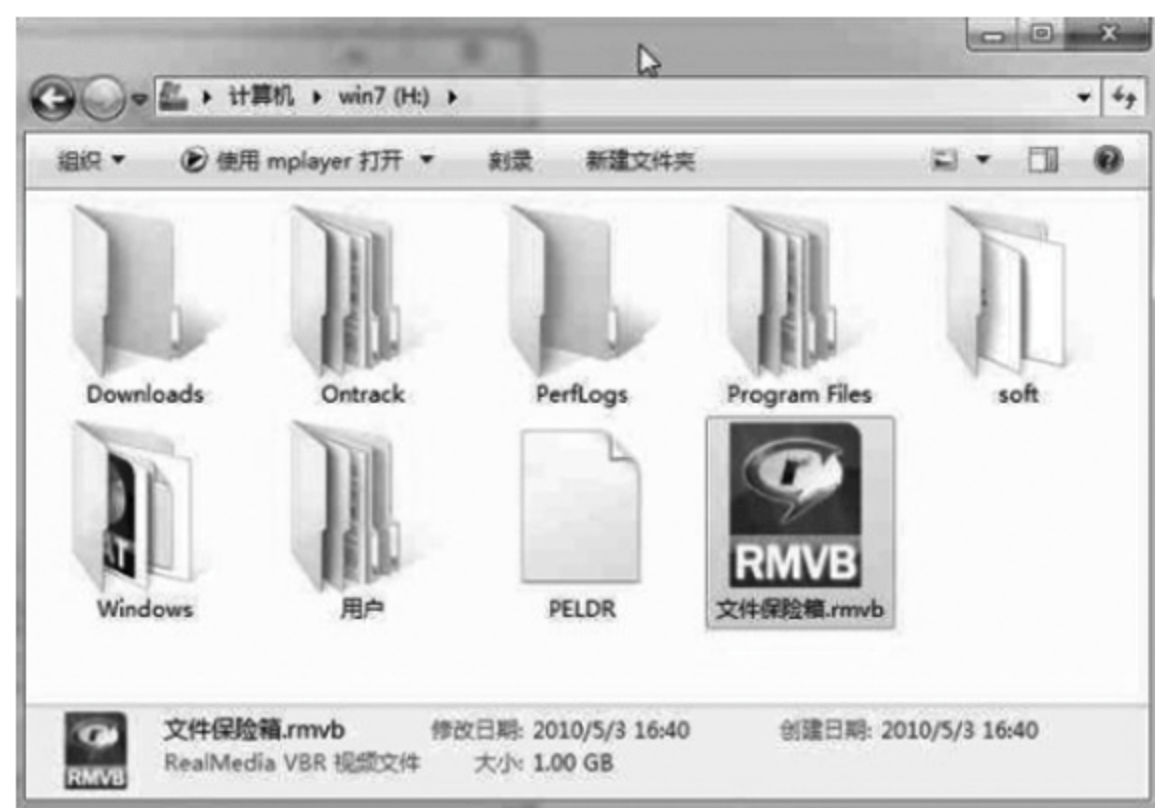 计算机 win7 (H:)
组织 使用 mplayer 打开 刻录 新建文件夹
Downloads Ontrack PerfLogs Program Files soft
AT RMVB
Windows 用户 PELDR 文件保险箱.rmvb
文件保险箱.rmvb 修改日期: 2010/5/3 16:40 创建日期: 2010/5/3 16:40
RMVB RealMedia VBR 视频文件 大小: 1.00 GB